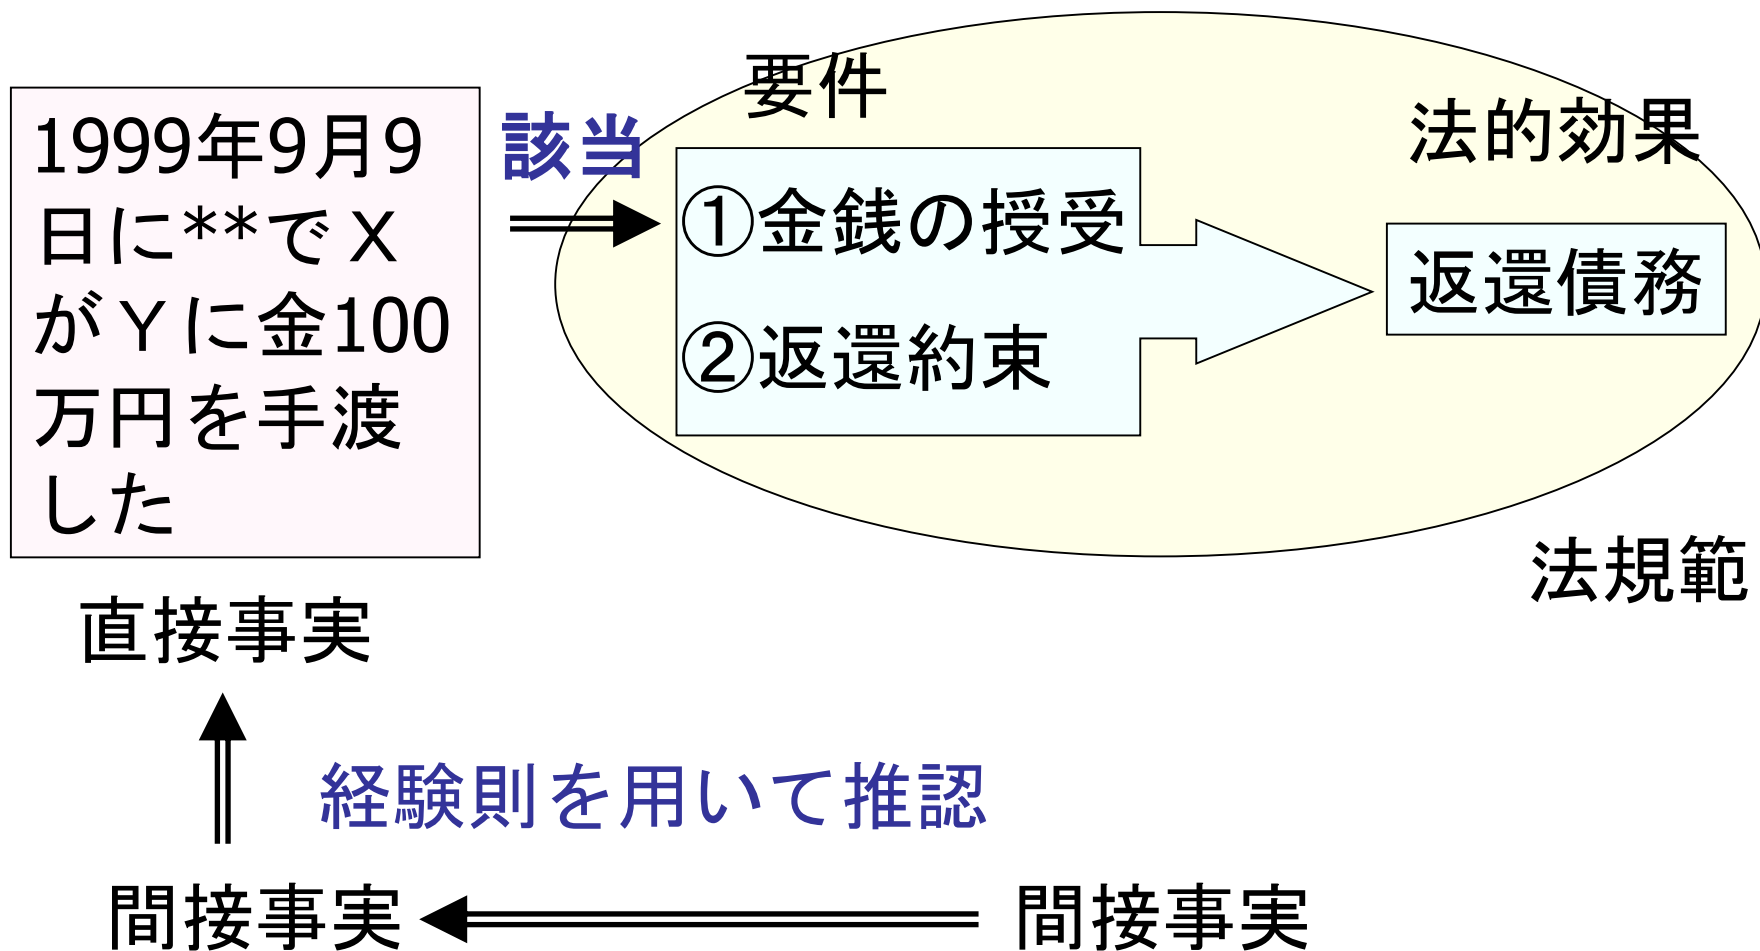 要件
法的効果
1999年9月9
日に**でＸ
がＹに金100
万円を手渡
した
該当
①金銭の授受
②返還約束
返還債務
法規範
直接事実
経験則を用いて推認
間接事実
間接事実